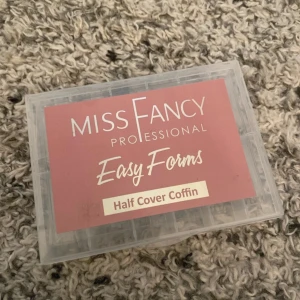 MISS FANCY
PROFESSIONAL
Easy Forms
Half Cover Coffin